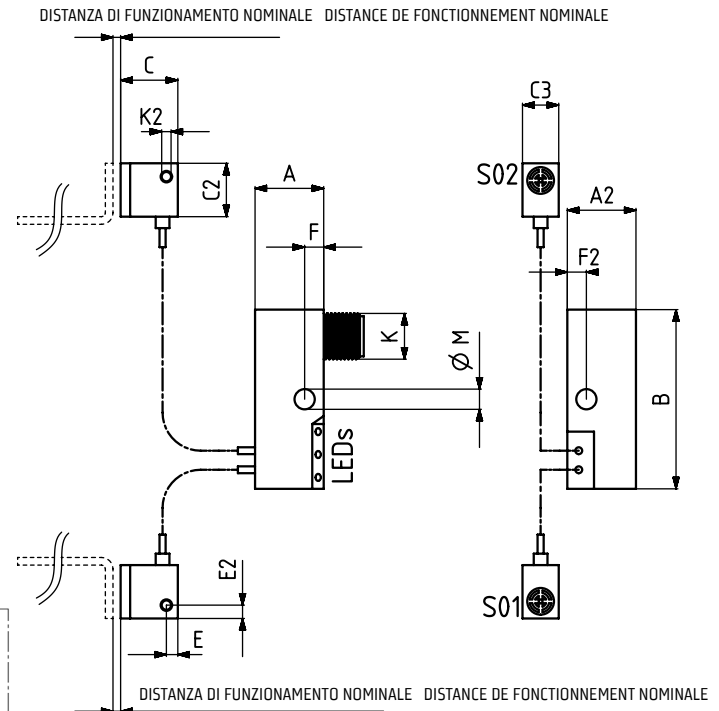 DISTANZA DI FUNZIONAMENTO NOMINALE DISTANCE DE FONCTIONNEMENT NOMINALE
C
C3
K2
C2
S02
A
A2
F
F2
K
Ø M
B
LEDs
E2
S01
E
DISTANZA DI FUNZIONAMENTO NOMINALE DISTANCE DE FONCTIONNEMENT NOMINALE